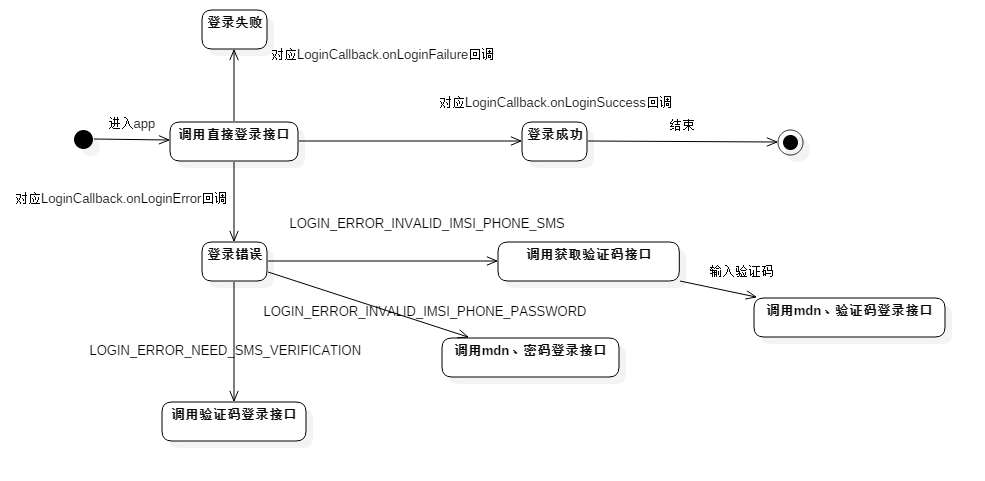 登录失败
对应LoginCallback.onLoginFailure回调
对应LoginCallback.onLoginSuccess回调
进入app
调用直接登录接口
登录成功
结束
对应LoginCallback.onLoginError回调
LOGIN_ERROR_INVALID_IMSI_PHONE_SMS
登录错误
调用获取验证码接口
输入验证码
LOGIN_ERROR_INVALID_IMSI_PHONE_PASSWORD
调用mdn、验证码登录接口
LOGIN_ERROR_NEED_SMS_VERIFICATION
调用mdn、密码登录接口
调用验证码登录接口